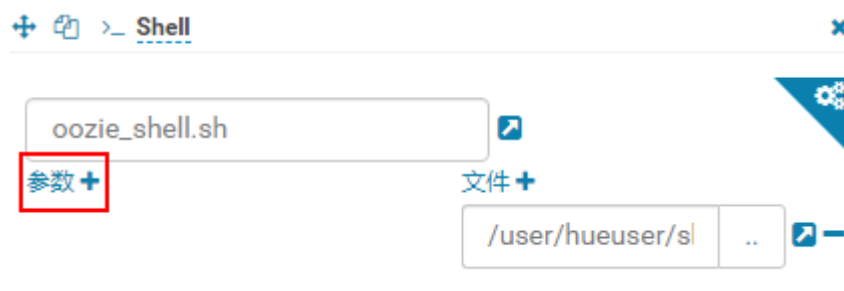 Shell
oozie_shell.sh
参数 文件
/user/hueuser/sl ..